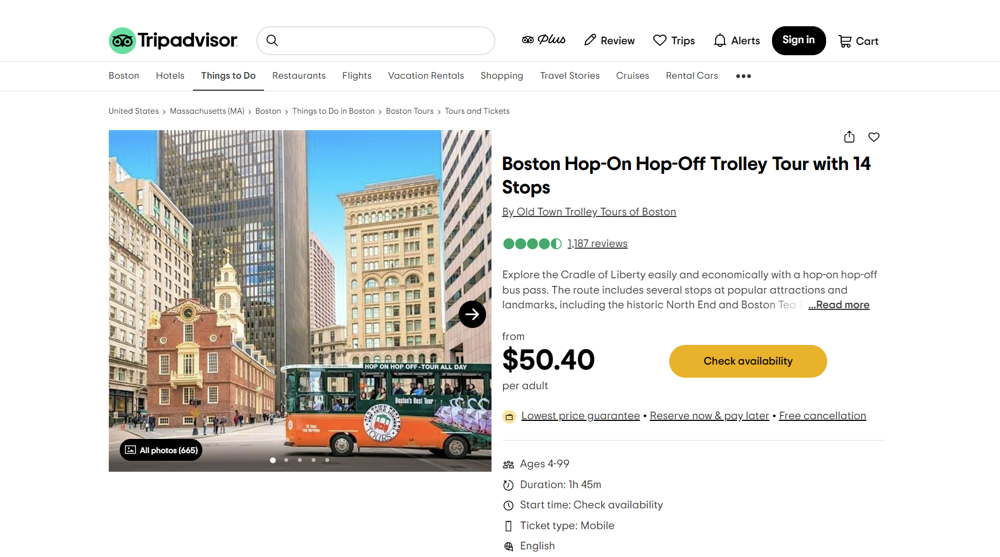 Tripadvisor
Plus
Review
Trips
Alerts
Sign in
Cart
Boston
Hotels
Things to Do
Restaurants
Flights
Vacation Rentals
Shopping
Travel Stories
Cruises
Rental Cars
United States › Massachusetts (MA) › Boston › Things to Do in Boston › Boston Tours › Tours and Tickets
HOP ON HOP OFF - TOUR ALL DAY
Boston's Best Tour
OLD TOWN TROLLEY
TOURS
All photos (665)
Boston Hop-On Hop-Off Trolley Tour with 14
Stops
By Old Town Trolley Tours of Boston
1,187 reviews
Explore the Cradle of Liberty easily and economically with a hop-on hop-off
bus pass. The route includes several stops at popular attractions and
landmarks, including the historic North End and Boston Tea P ...Read more
from
$50.40
per adult
Check availability
Lowest price guarantee • Reserve now & pay later • Free cancellation
Ages 4-99
Duration: 1h 45m
Start time: Check availability
Ticket type: Mobile
English